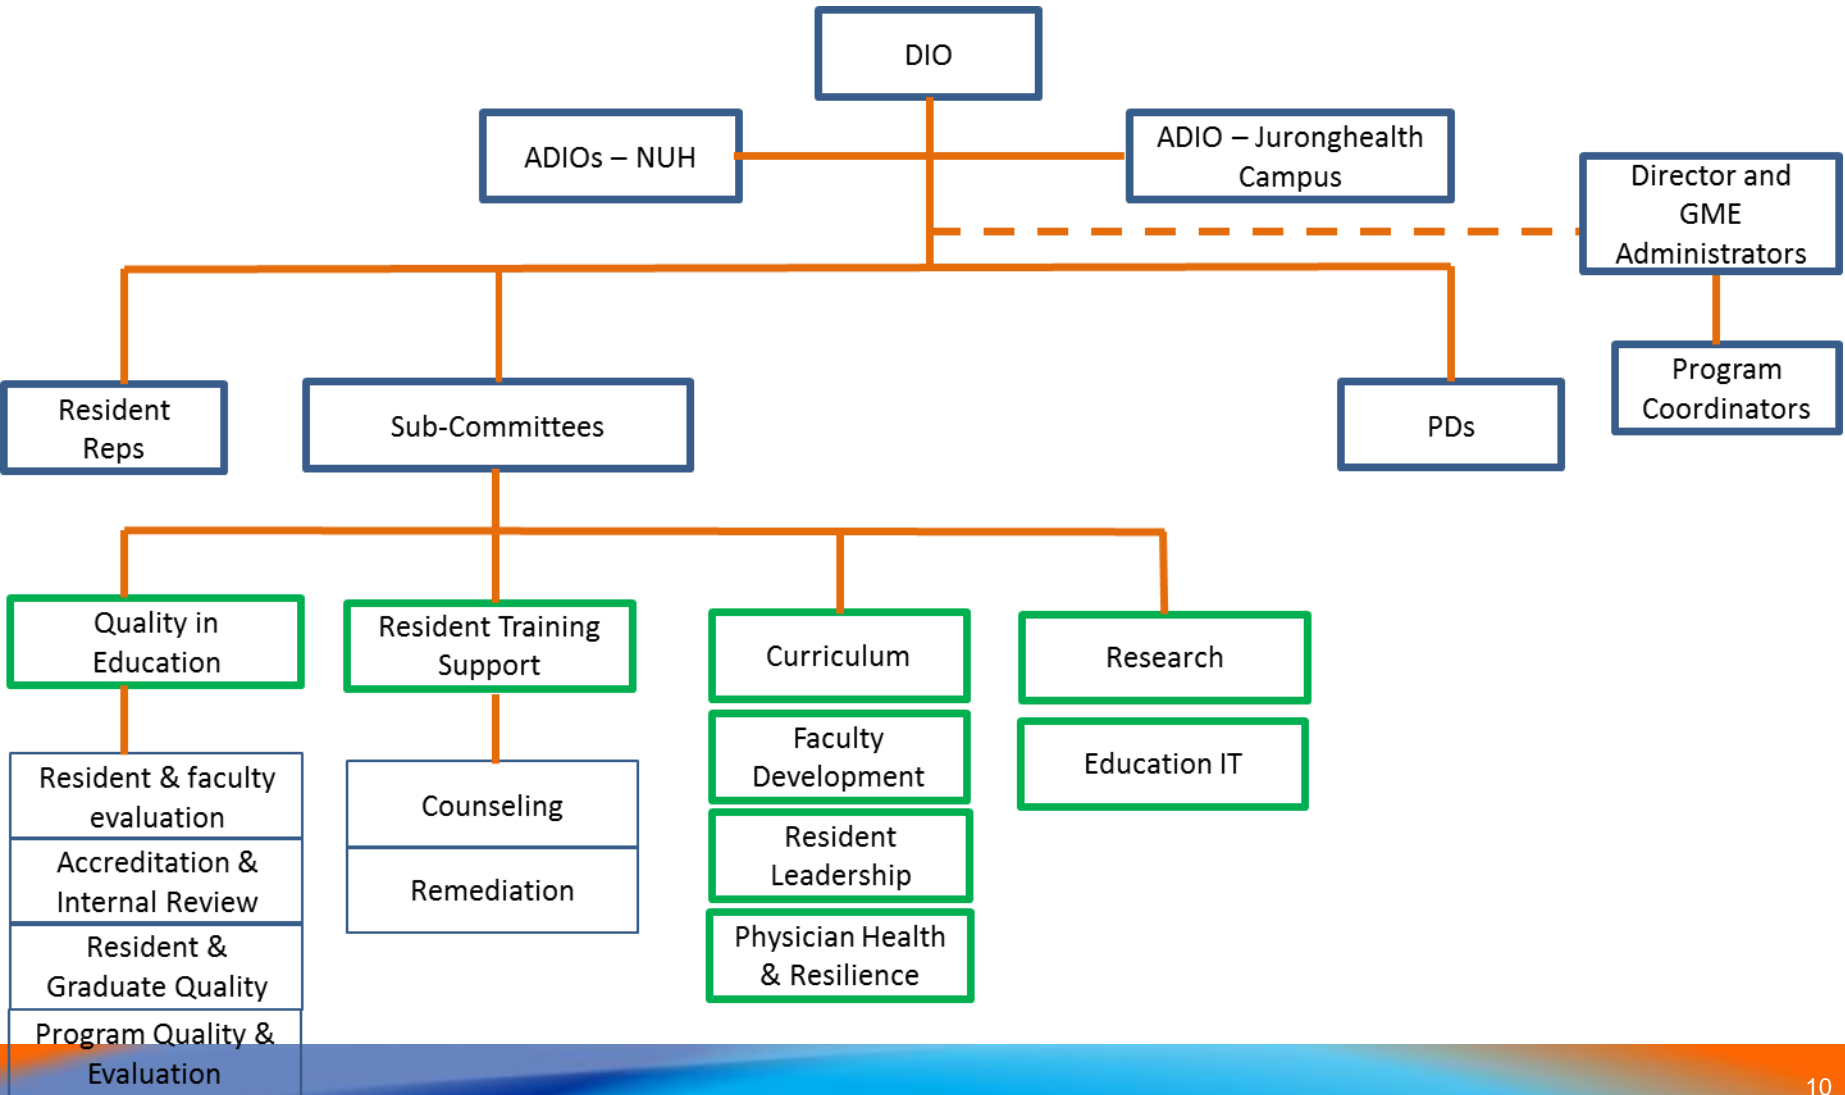 DIO
ADIOs – NUH
ADIO – Juronghealth
Campus
Director and
GME
Administrators
Program
Coordinators
Resident
Reps
Sub-Committees
PDs
Quality in
Education
Resident Training
Support
Curriculum
Research
Faculty
Development
Education IT
Resident
Leadership
Physician Health
& Resilience
Resident & faculty
evaluation
Accreditation &
Internal Review
Resident &
Graduate Quality
Program Quality &
Evaluation
Counseling
Remediation
10